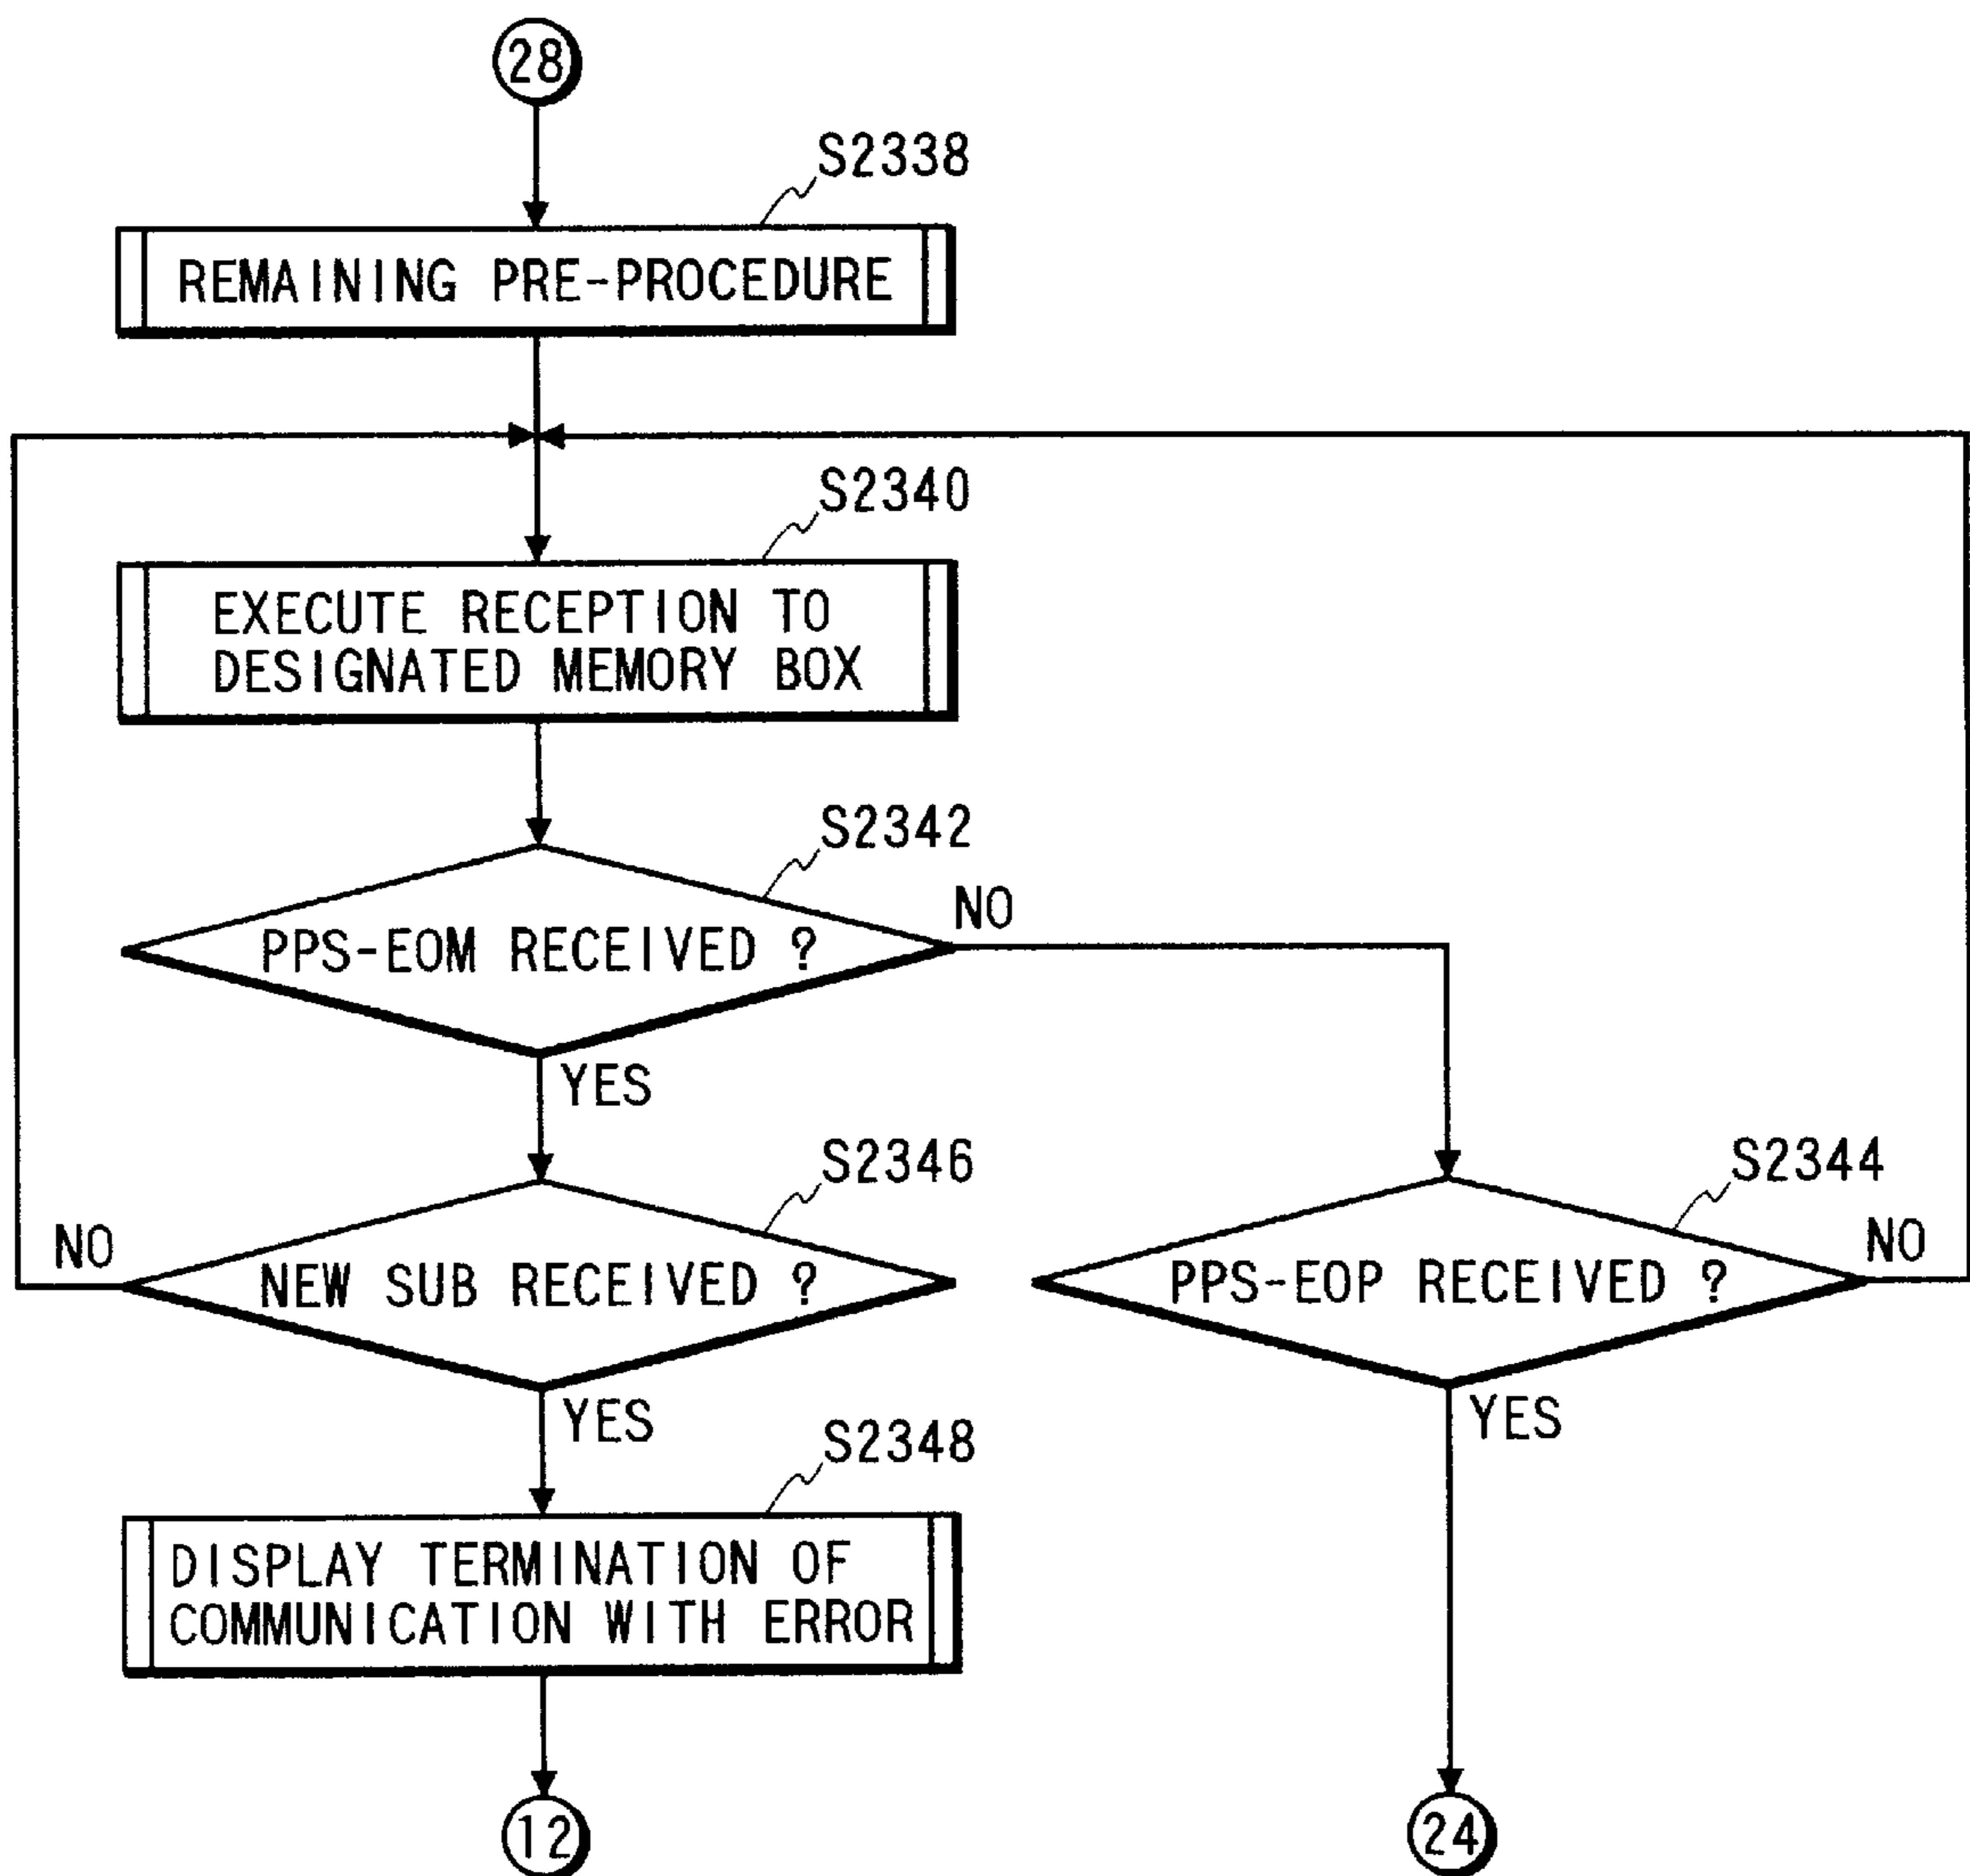 28
S2338
REMAINING PRE-PROCEDURE
S2340
EXECUTE RECEPTION TO
DESIGNATED MEMORY BOX
S2342
NO
PPS-EOM RECEIVED ?
YES
S2346
S2344
NO
NEW SUB RECEIVED ?
PPS-EOP RECEIVED ?
NO
YES
YES
S2348
DISPLAY TERMINATION OF
COMMUNICATION WITH ERROR
12
24